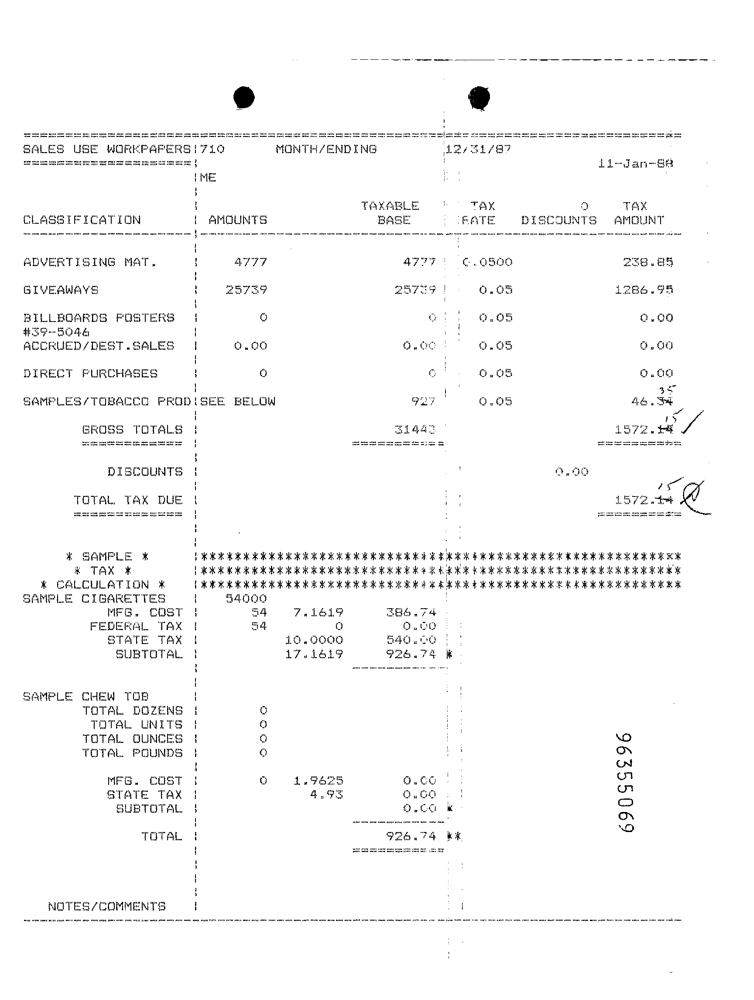 SALES USE WORKPAPERS 710 MONTH/ENDING 12/31/87
11-Jan-88
ME
TAXABLE TAX 0 TAX
CLASSIFICATION AMOUNTS BASE RATE DISCOUNTS AMOUNT
ADVERTISING MAT. 4777 4777 0.0500 238.85
GIVEAWAYS 25739 25739 0.05 1286.95
BILLBOARDS POSTERS 0 0 0.05 0.00
#39-5046
ACCRUED/DEST.SALES 0.00 0.00 0.05 0.00
DIRECT PURCHASES 0 0 0.05 0.00
35
SAMPLES/TOBACCO PROD SEE BELOW 927 0.05 46.34
15
GROSS TOTALS 31443 1572.14
DISCOUNTS 0.00
15
TOTAL TAX DUE 1572.14
* SAMPLE * *********************************************************
* TAX * *********************************************************
* CALCULATION * *********************************************************
SAMPLE CIGARETTES 54000
MFG. COST 54 7.1619 386.74
FEDERAL TAX 54 0 0.00
STATE TAX 10.0000 540.00
SUBTOTAL 17.1619 926.74 *
SAMPLE CHEW TOB
TOTAL DOZENS 0
TOTAL UNITS 0
TOTAL OUNCES 0
TOTAL POUNDS 0
MFG. COST 0 1.9625 0.00
STATE TAX 4.93 0.00
SUBTOTAL 0.00 *
TOTAL 926.74 **
NOTES/COMMENTS
96355069